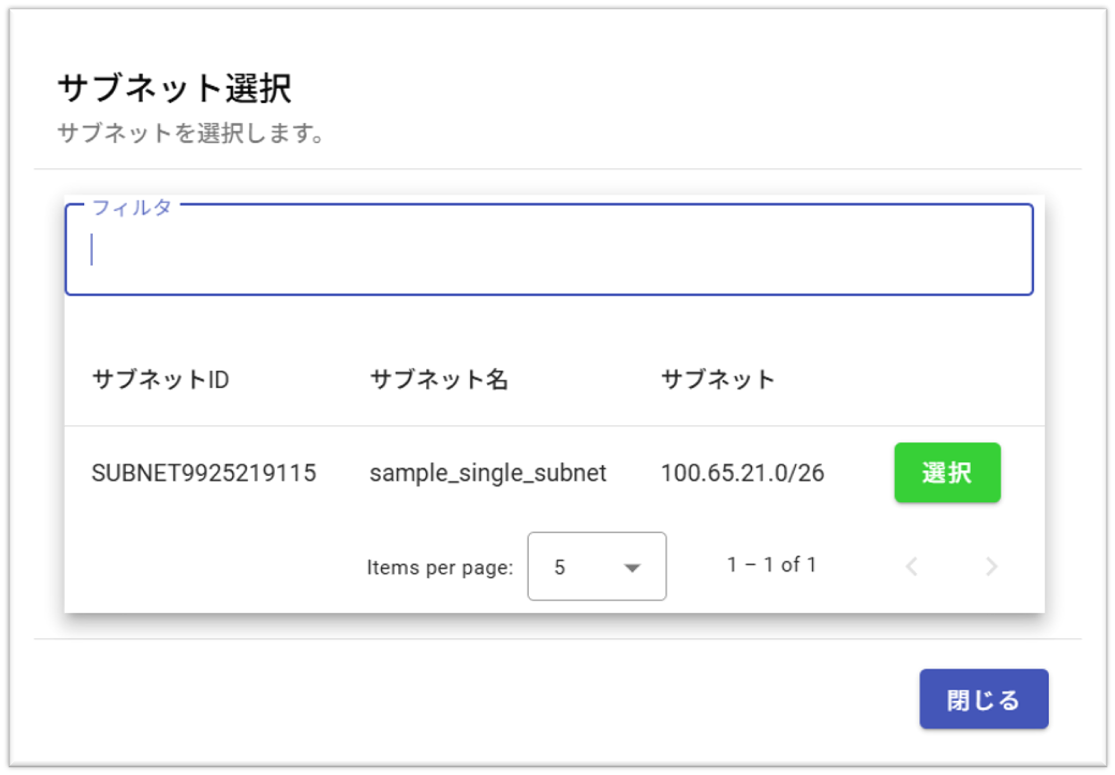 サブネット選択
サブネットを選択します。
フィルタ
サブネットID サブネット名 サブネット
SUBNET9925219115 sample_single_subnet 100.65.21.0/26 選択
Items per page: 5 1 – 1 of 1
閉じる